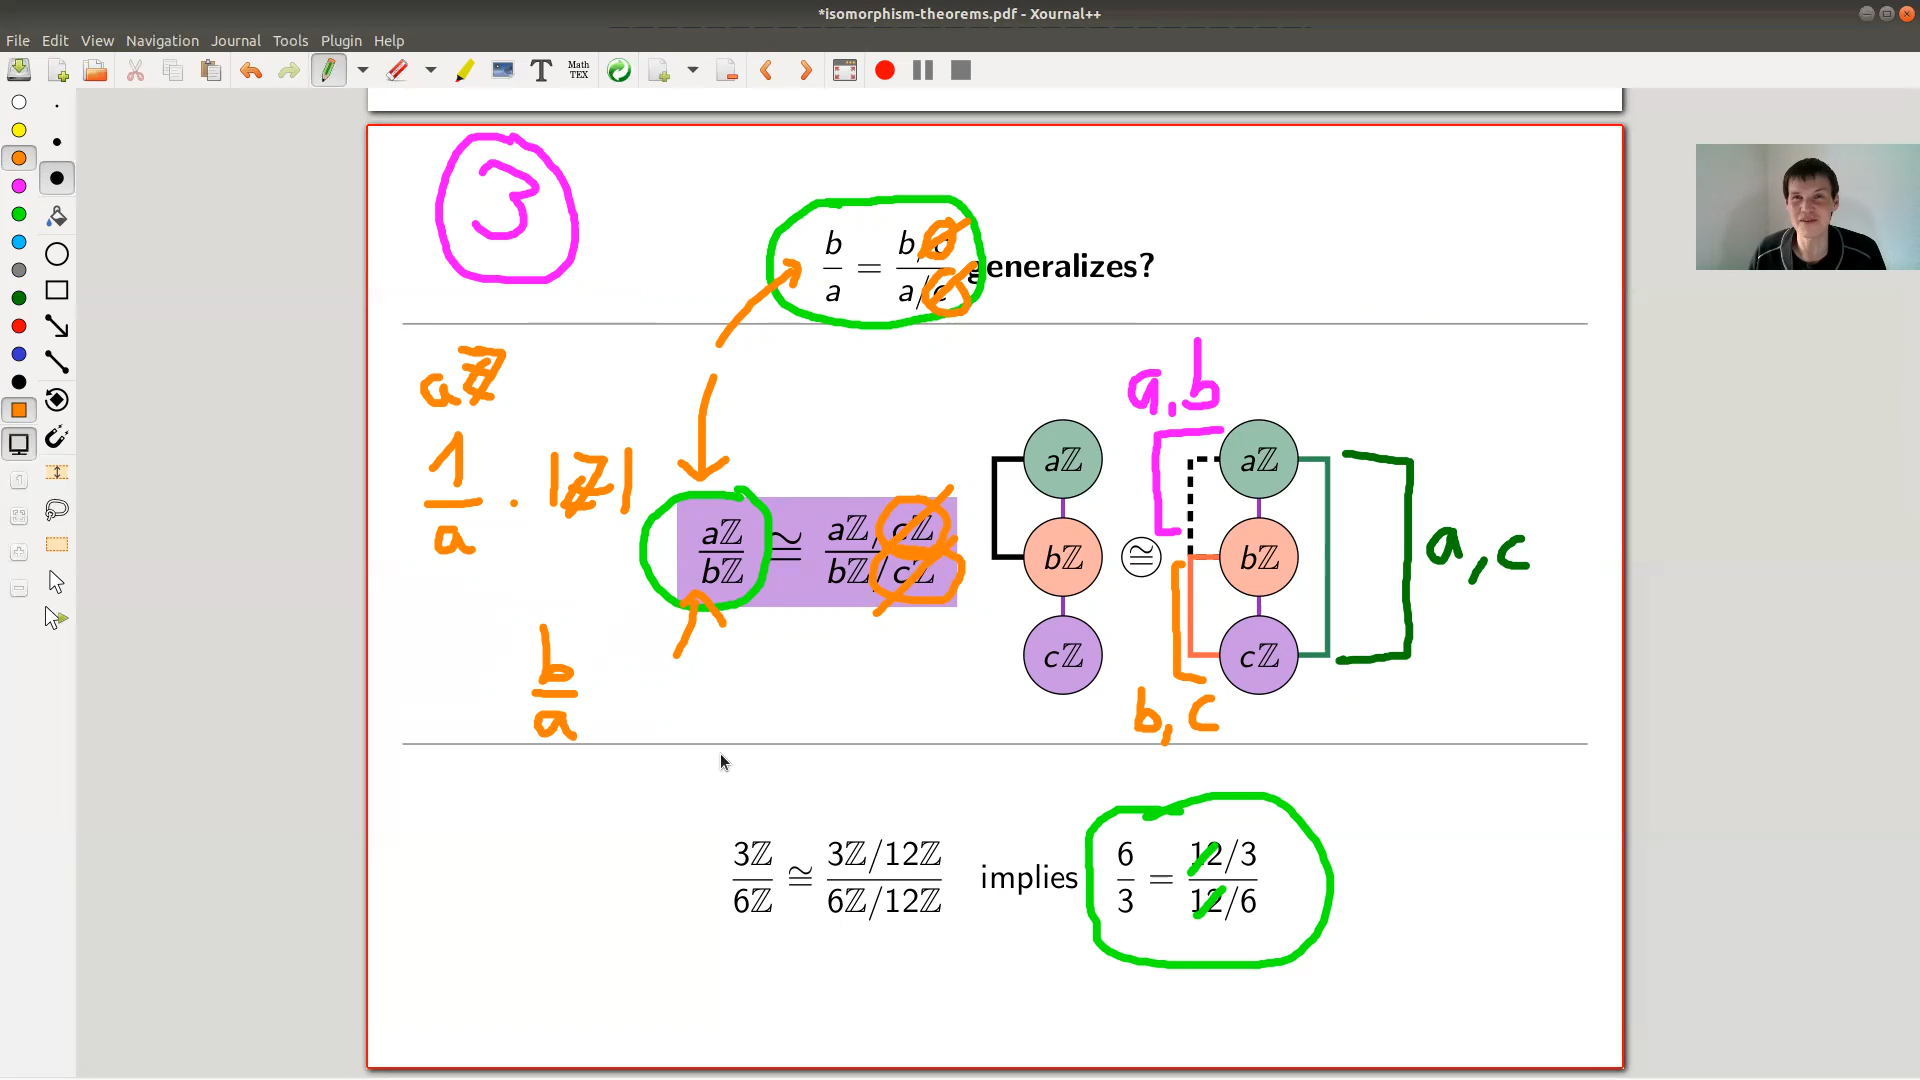 *isomorphism-theorems.pdf - Xournal++
File Edit View Navigation Journal Tools Plugin Help
T Math TEX
3
b/a = b/c / a/c generalizes?
aℤ
1/a · |ℤ|
b/a
aℤ/bℤ ≅ aℤ/cℤ / bℤ/cℤ
aℤ
bℤ
cℤ
≅
a,b
aℤ
bℤ
cℤ
b,c
a,c
3ℤ/6ℤ ≅ 3ℤ/12ℤ / 6ℤ/12ℤ implies 6/3 = 12/3 / 12/6